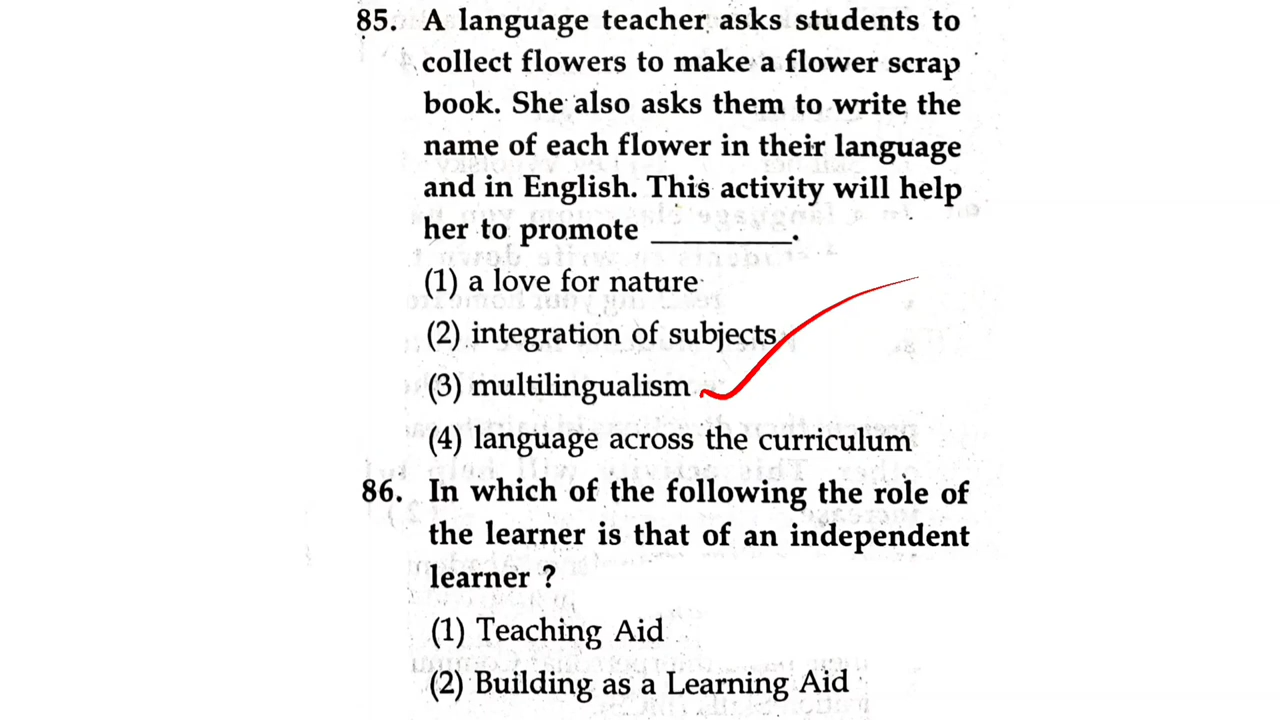 85. A language teacher asks students to
collect flowers to make a flower scrap
book. She also asks them to write the
name of each flower in their language
and in English. This activity will help
her to promote __________.
(1) a love for nature
(2) integration of subjects
(3) multilingualism
(4) language across the curriculum
86. In which of the following the role of
the learner is that of an independent
learner ?
(1) Teaching Aid
(2) Building as a Learning Aid